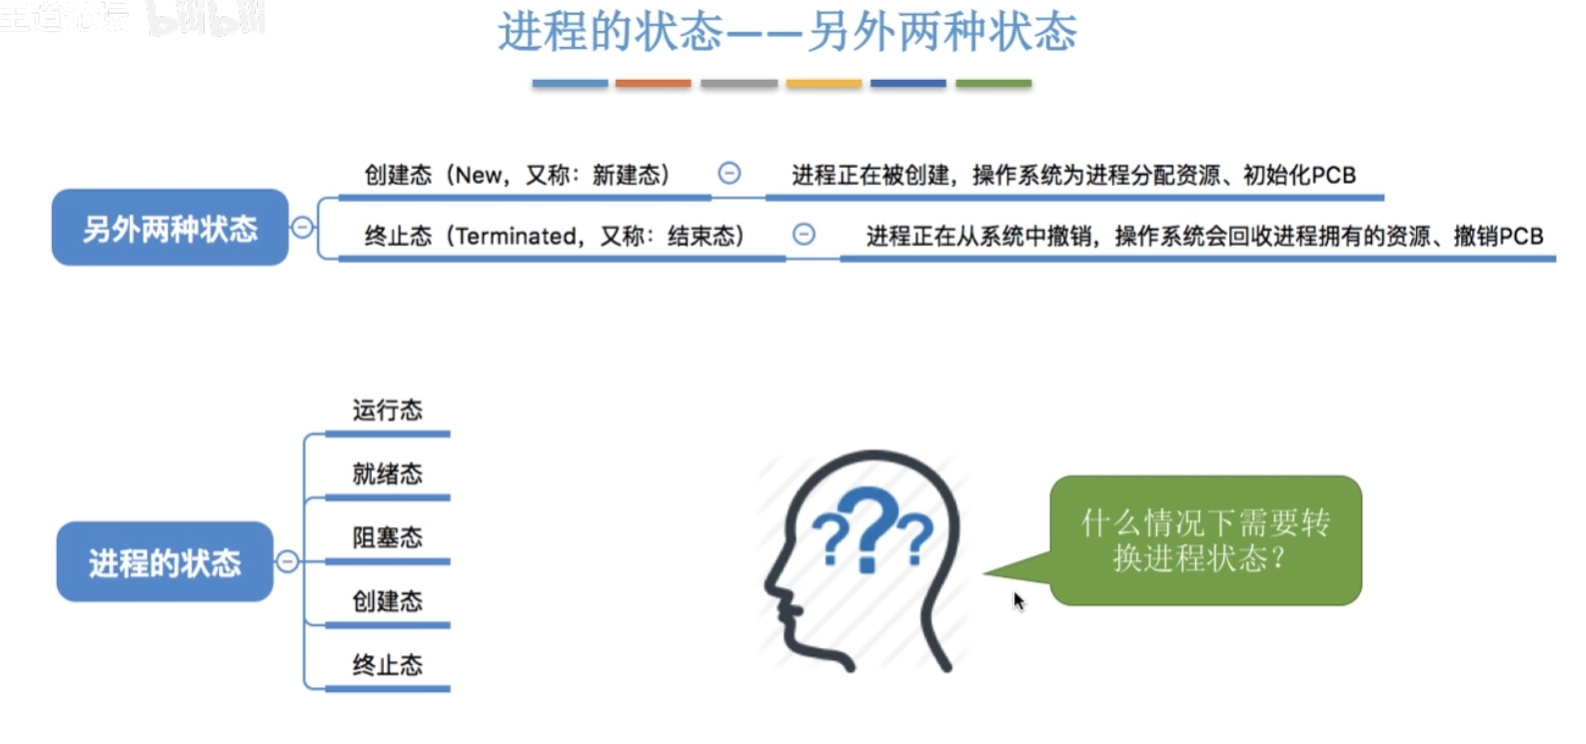 王道论坛 bilibili
进程的状态——另外两种状态
创建态（New，又称：新建态）
进程正在被创建，操作系统为进程分配资源、初始化PCB
另外两种状态
终止态（Terminated，又称：结束态）
进程正在从系统中撤销，操作系统会回收进程拥有的资源、撤销PCB
运行态
就绪态
阻塞态
进程的状态
创建态
终止态
???
什么情况下需要转
换进程状态？